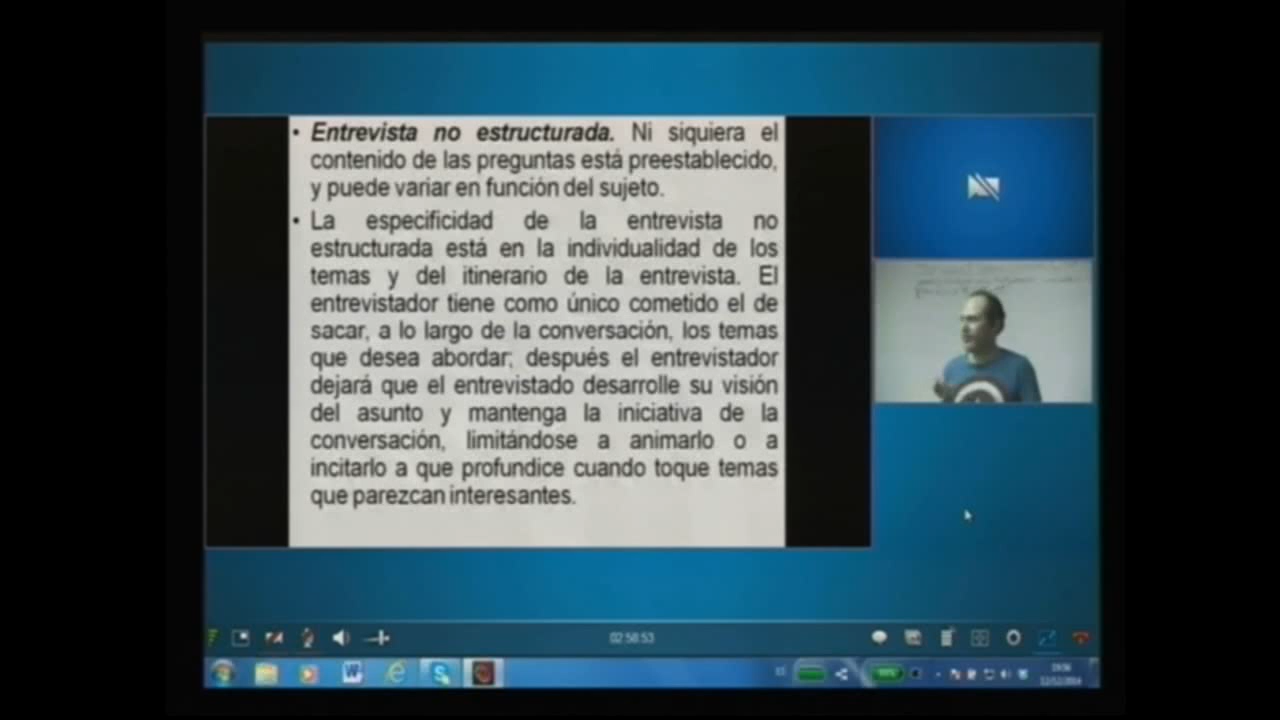 • Entrevista no estructurada. Ni siquiera el
contenido de las preguntas está preestablecido,
y puede variar en función del sujeto.
• La especificidad de la entrevista no
estructurada está en la individualidad de los
temas y del itinerario de la entrevista. El
entrevistador tiene como único cometido el de
sacar, a lo largo de la conversación, los temas
que desea abordar; después el entrevistador
dejará que el entrevistado desarrolle su visión
del asunto y mantenga la iniciativa de la
conversación, limitándose a animarlo o a
incitarlo a que profundice cuando toque temas
que parezcan interesantes.
02:58:53